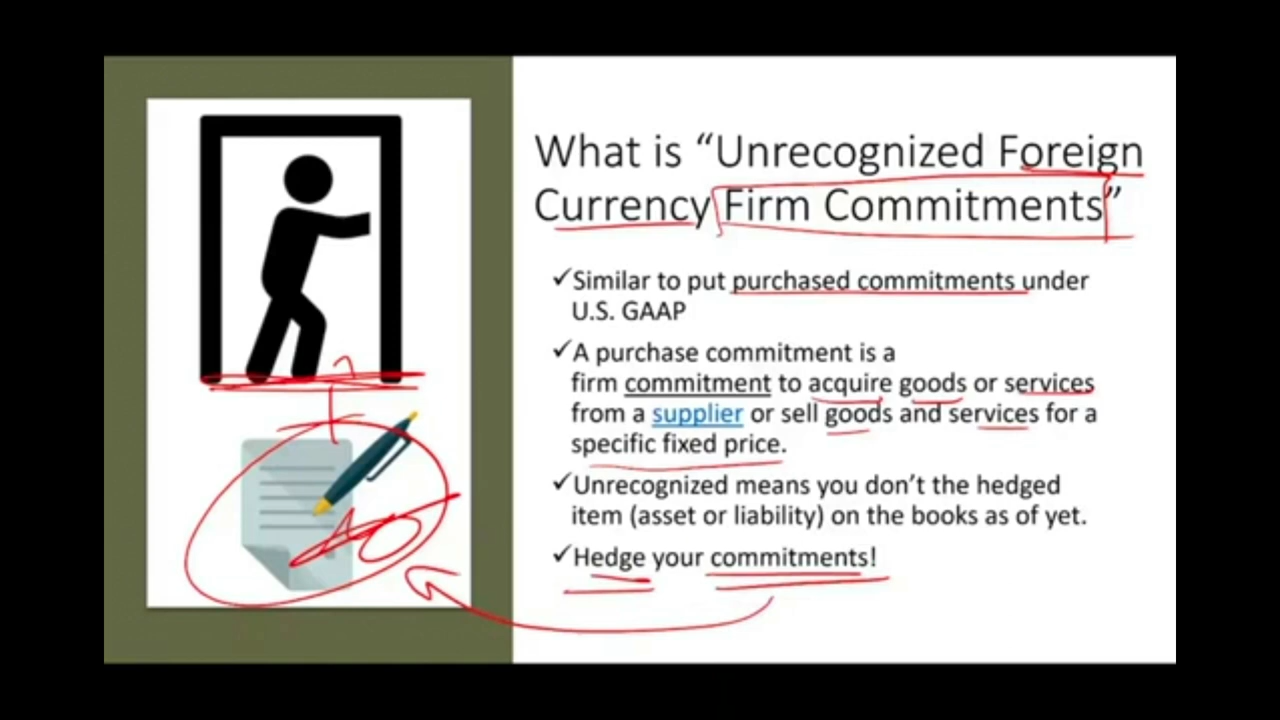 What is “Unrecognized Foreign
Currency Firm Commitments”
✓Similar to put purchased commitments under
U.S. GAAP
✓A purchase commitment is a
firm commitment to acquire goods or services
from a supplier or sell goods and services for a
specific fixed price.
✓Unrecognized means you don’t the hedged
item (asset or liability) on the books as of yet.
✓Hedge your commitments!